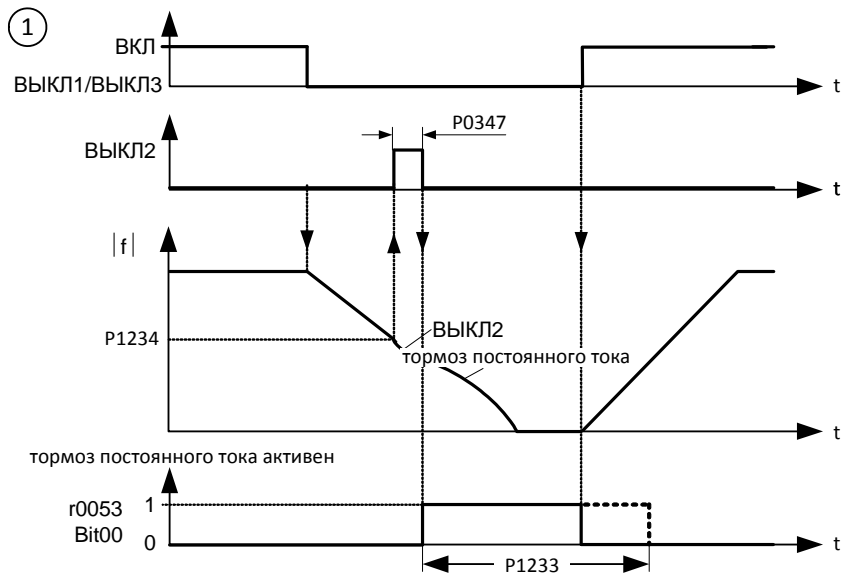 1
ВКЛ
ВЫКЛ1/ВЫКЛ3
t
P0347
ВЫКЛ2
t
|f|
P1234
ВЫКЛ2
тормоз постоянного тока
t
тормоз постоянного тока активен
r0053
Bit00
1
0
t
P1233